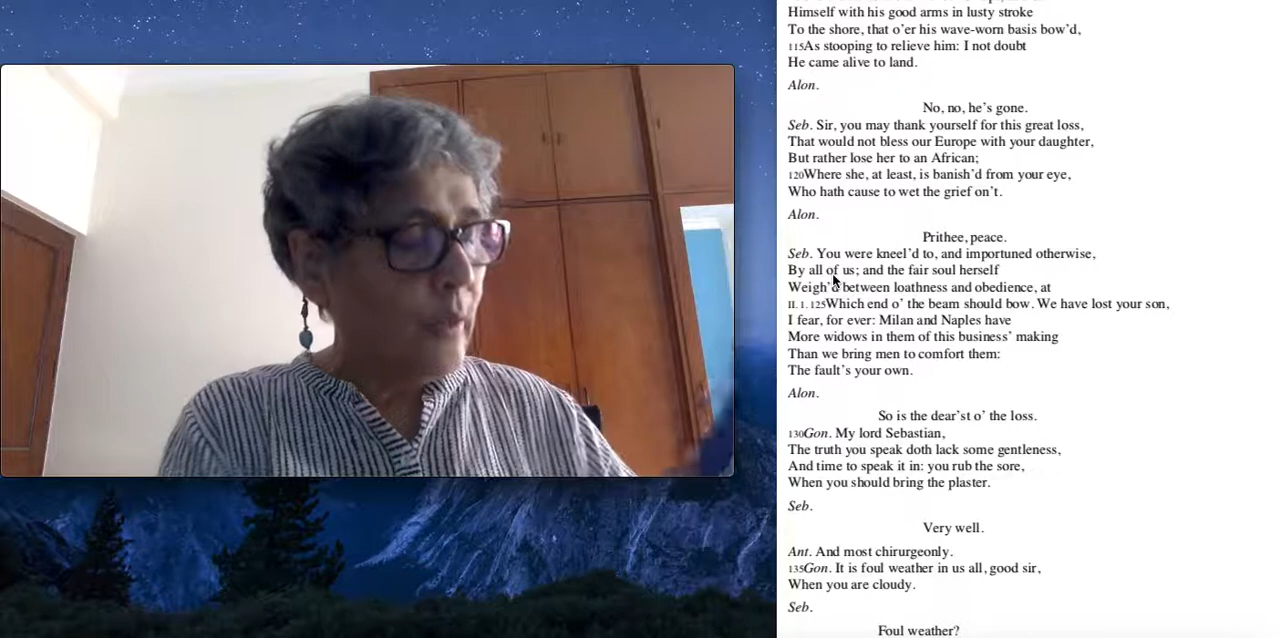 Himself with his good arms in lusty stroke
To the shore, that o'er his wave-worn basis bow'd,
115As stooping to relieve him: I not doubt
He came alive to land.
Alon.
No, no, he's gone.
Seb. Sir, you may thank yourself for this great loss,
That would not bless our Europe with your daughter,
But rather lose her to an African;
120Where she, at least, is banish'd from your eye,
Who hath cause to wet the grief on't.
Alon.
Prithee, peace.
Seb. You were kneel'd to, and importuned otherwise,
By all of us; and the fair soul herself
Weigh'd between loathness and obedience, at
II. 1. 125Which end o' the beam should bow. We have lost your son,
I fear, for ever: Milan and Naples have
More widows in them of this business' making
Than we bring men to comfort them:
The fault's your own.
Alon.
So is the dear'st o' the loss.
130Gon. My lord Sebastian,
The truth you speak doth lack some gentleness,
And time to speak it in: you rub the sore,
When you should bring the plaster.
Seb.
Very well.
Ant. And most chirurgeonly.
135Gon. It is foul weather in us all, good sir,
When you are cloudy.
Seb.
Foul weather?